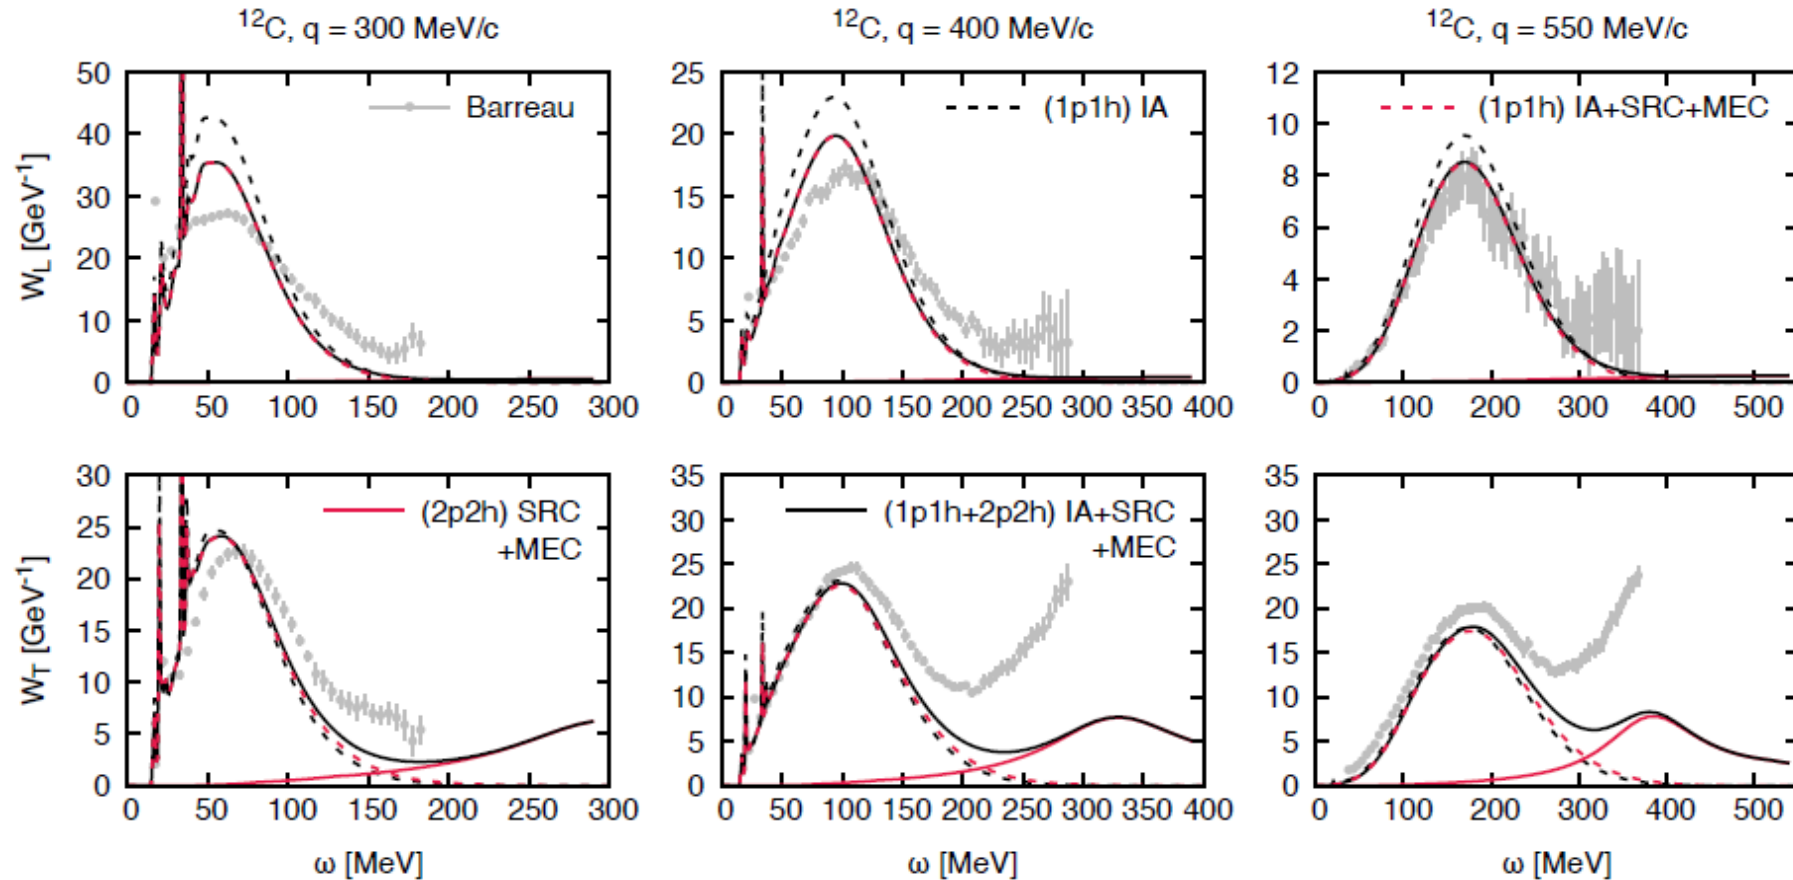 ¹²C, q = 300 MeV/c
¹²C, q = 400 MeV/c
¹²C, q = 550 MeV/c
W_L [GeV⁻¹]
50
40
30
20
10
0
Barreau
0 50 100 150 200 250 300
25
20
15
10
5
0
(1p1h) IA
0 50 100 150 200 250 300 350 400
12
10
8
6
4
2
0
(1p1h) IA+SRC+MEC
0 100 200 300 400 500
W_T [GeV⁻¹]
30
25
20
15
10
5
0
(2p2h) SRC
+MEC
0 50 100 150 200 250 300
ω [MeV]
35
30
25
20
15
10
5
0
(1p1h+2p2h) IA+SRC
+MEC
0 50 100 150 200 250 300 350 400
ω [MeV]
35
30
25
20
15
10
5
0
0 100 200 300 400 500
ω [MeV]